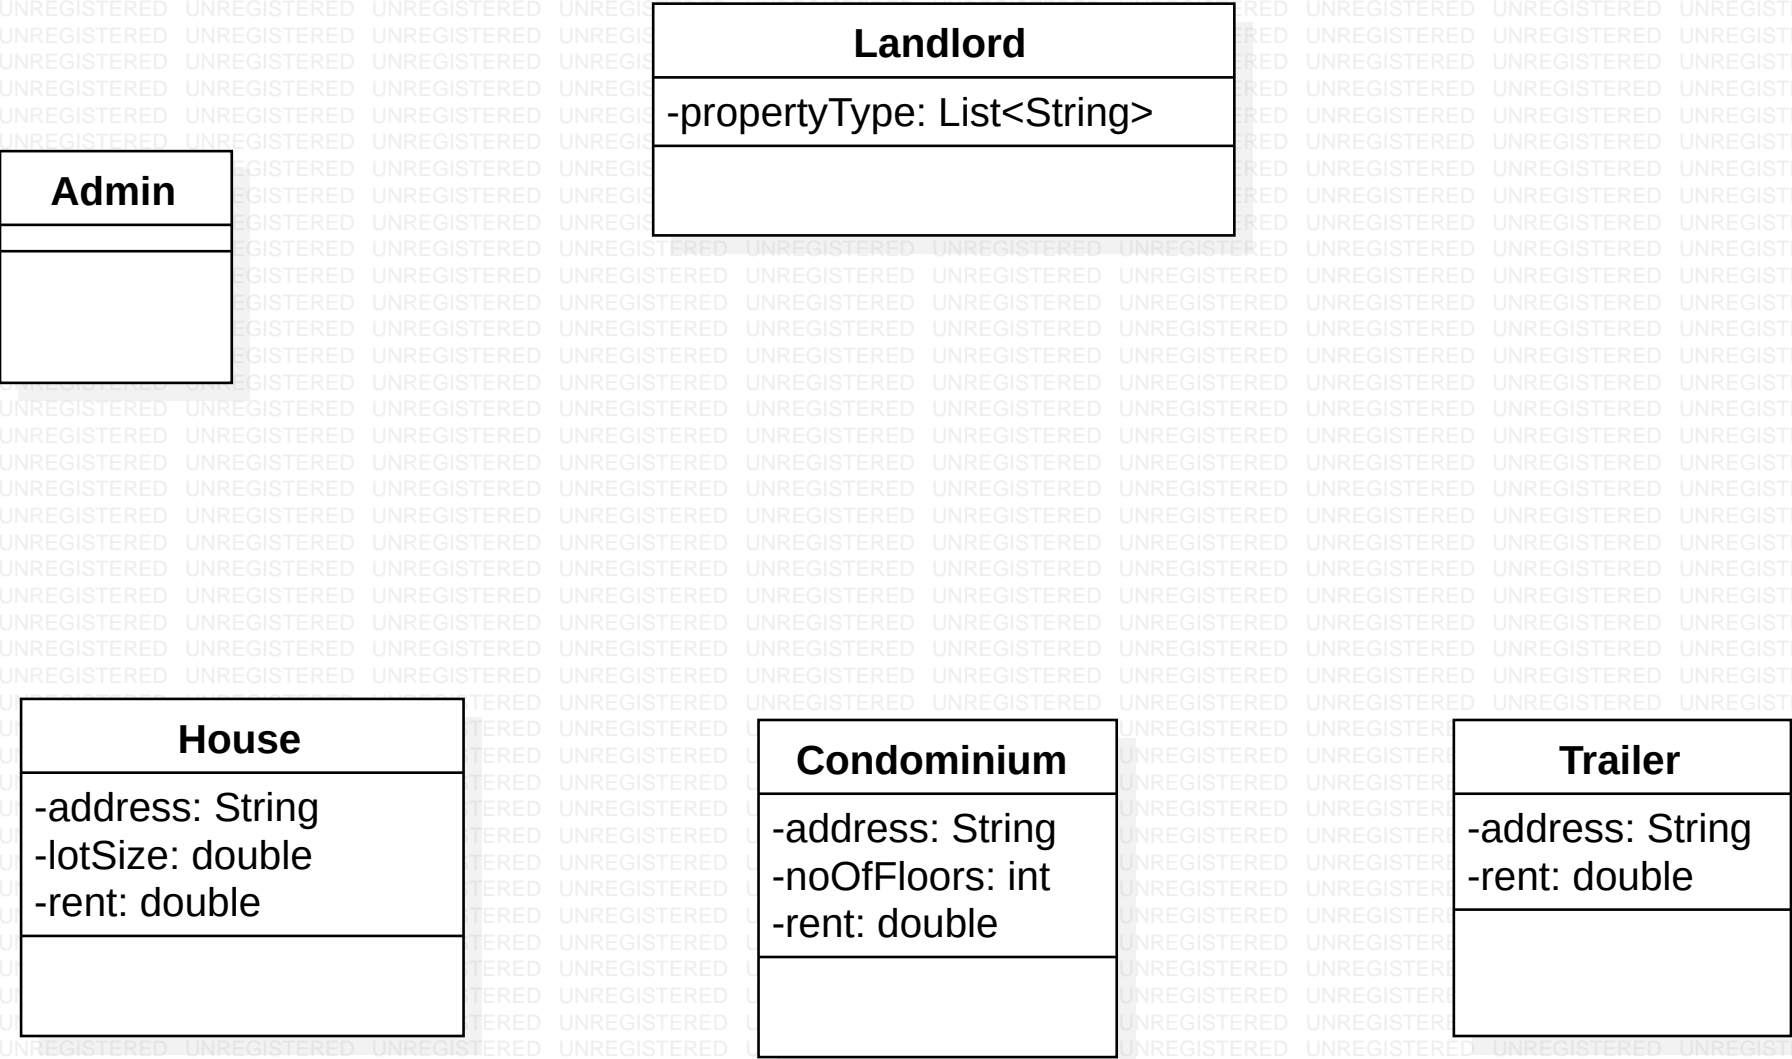 Landlord
-propertyType: List<String>
Admin
House
-address: String
-lotSize: double
-rent: double
Condominium
-address: String
-noOfFloors: int
-rent: double
Trailer
-address: String
-rent: double
UNREGISTERED